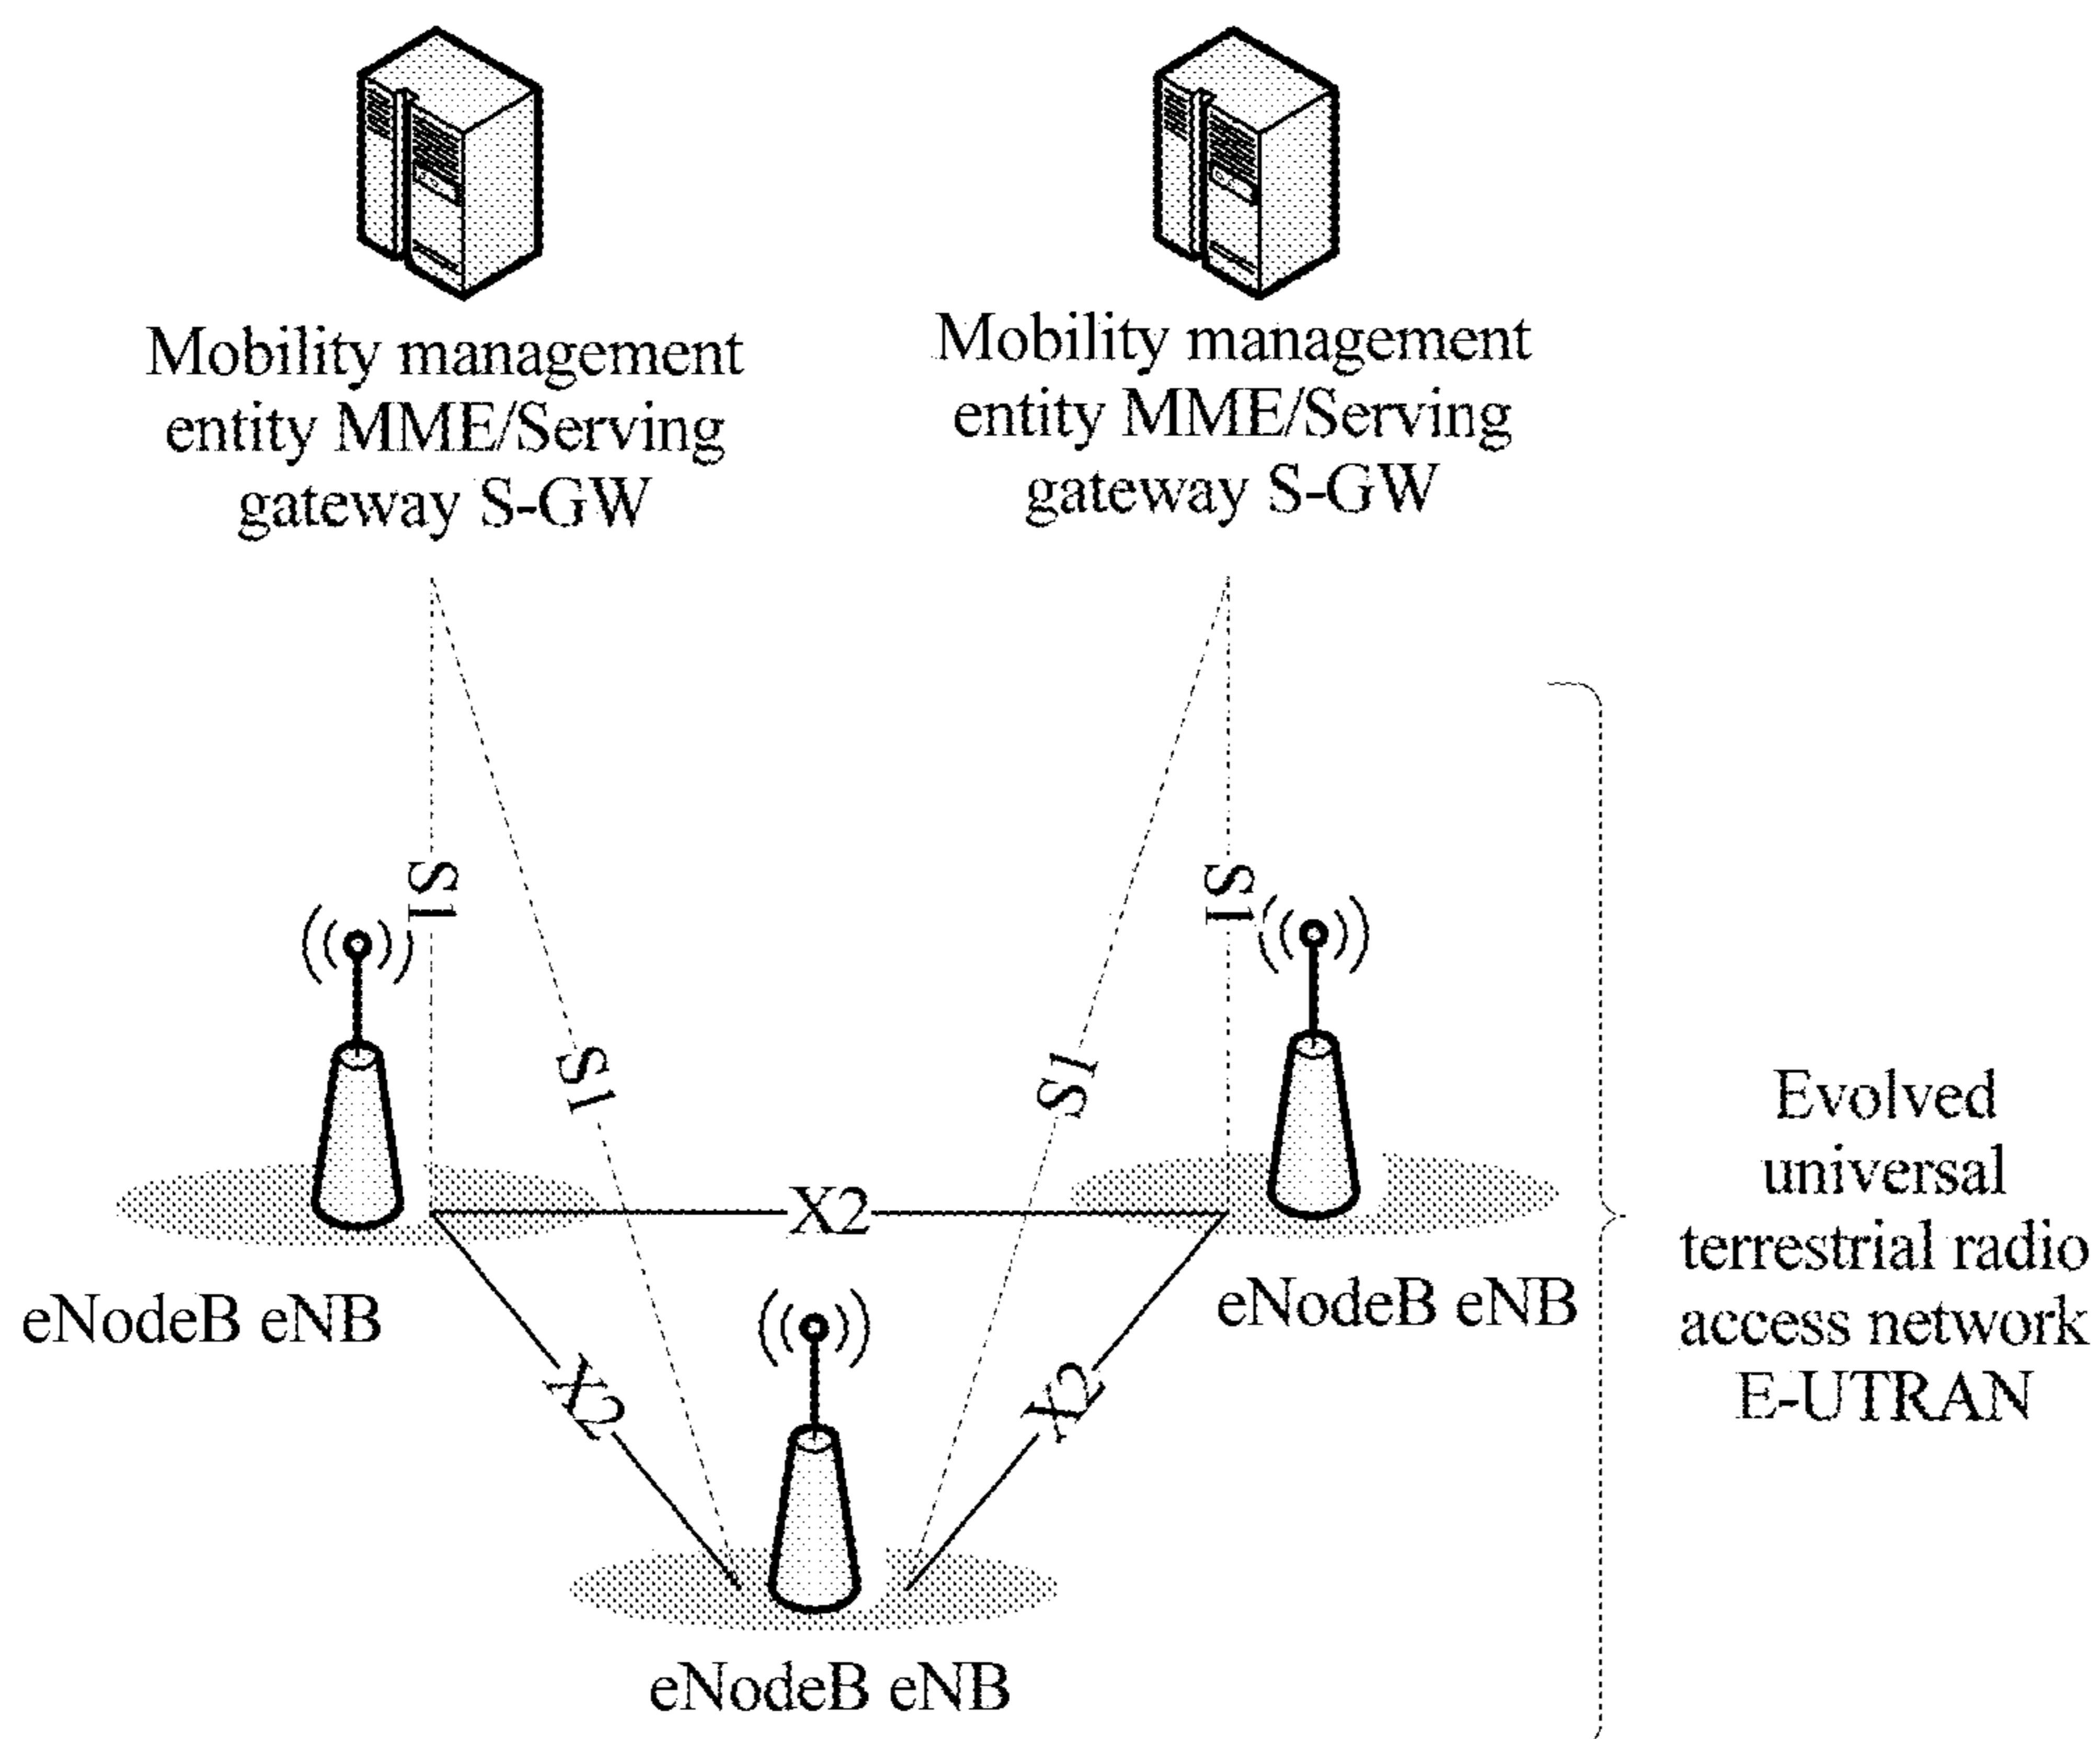 Mobility management
entity MME/Serving
gateway S-GW
Mobility management
entity MME/Serving
gateway S-GW
S1
S1
S1
S1
X2
eNodeB eNB
eNodeB eNB
X2
X2
eNodeB eNB
Evolved
universal
terrestrial radio
access network
E-UTRAN